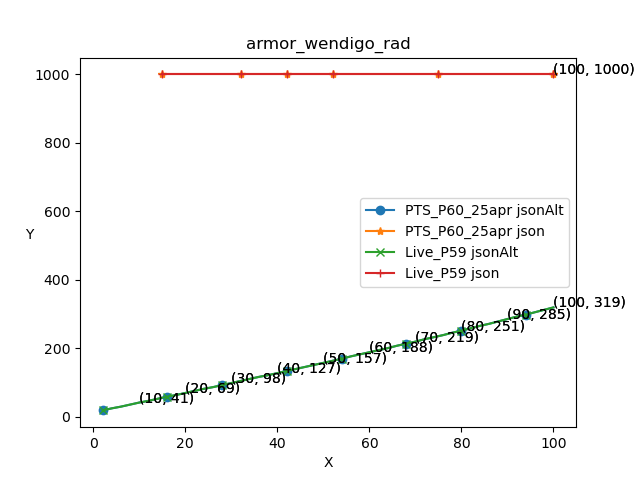 armor_wendigo_rad
1000
(100, 1000)
800
PTS_P60_25apr jsonAlt
600
PTS_P60_25apr json
Y
Live_P59 jsonAlt
400
Live_P59 json
(100, 319)
(90, 285)
(80, 251)
(70, 219)
200
(60, 188)
(50, 157)
(40, 127)
(30, 98)
(20, 69)
(10, 41)
0
0 20 40 60 80 100
X